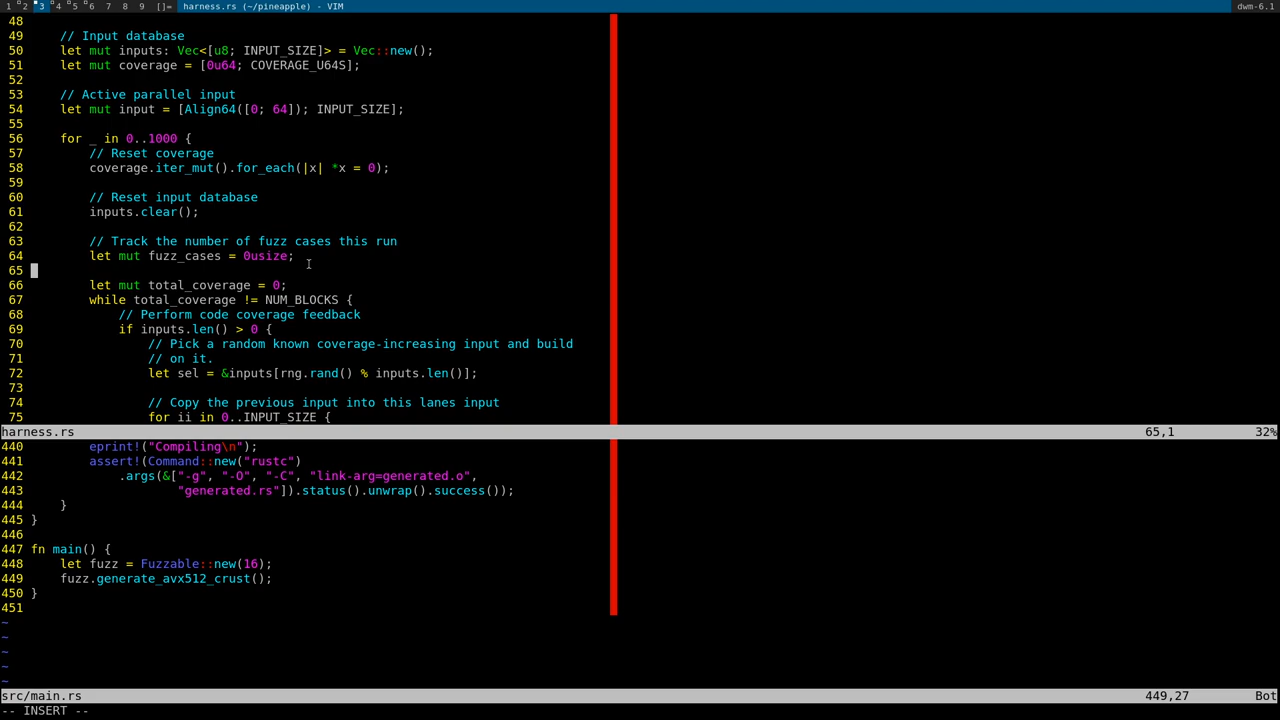 1 2 3 4 5 6 7 8 9 []= harness.rs (~/pineapple) - VIM dwm-6.1
48
49     // Input database
50     let mut inputs: Vec<[u8; INPUT_SIZE]> = Vec::new();
51     let mut coverage = [0u64; COVERAGE_U64S];
52
53     // Active parallel input
54     let mut input = [Align64([0; 64]); INPUT_SIZE];
55
56     for _ in 0..1000 {
57         // Reset coverage
58         coverage.iter_mut().for_each(|x| *x = 0);
59
60         // Reset input database
61         inputs.clear();
62
63         // Track the number of fuzz cases this run
64         let mut fuzz_cases = 0usize;
65
66         let mut total_coverage = 0;
67         while total_coverage != NUM_BLOCKS {
68             // Perform code coverage feedback
69             if inputs.len() > 0 {
70                 // Pick a random known coverage-increasing input and build
71                 // on it.
72                 let sel = &inputs[rng.rand() % inputs.len()];
73
74                 // Copy the previous input into this lanes input
75                 for ii in 0..INPUT_SIZE {
harness.rs 65,1 32%
440         eprint!("Compiling\n");
441         assert!(Command::new("rustc")
442             .args(&["-g", "-O", "-C", "link-arg=generated.o",
443                     "generated.rs"]).status().unwrap().success());
444     }
445 }
446
447 fn main() {
448     let fuzz = Fuzzable::new(16);
449     fuzz.generate_avx512_crust();
450 }
451
~
~
~
~
~
src/main.rs 449,27 Bot
-- INSERT --